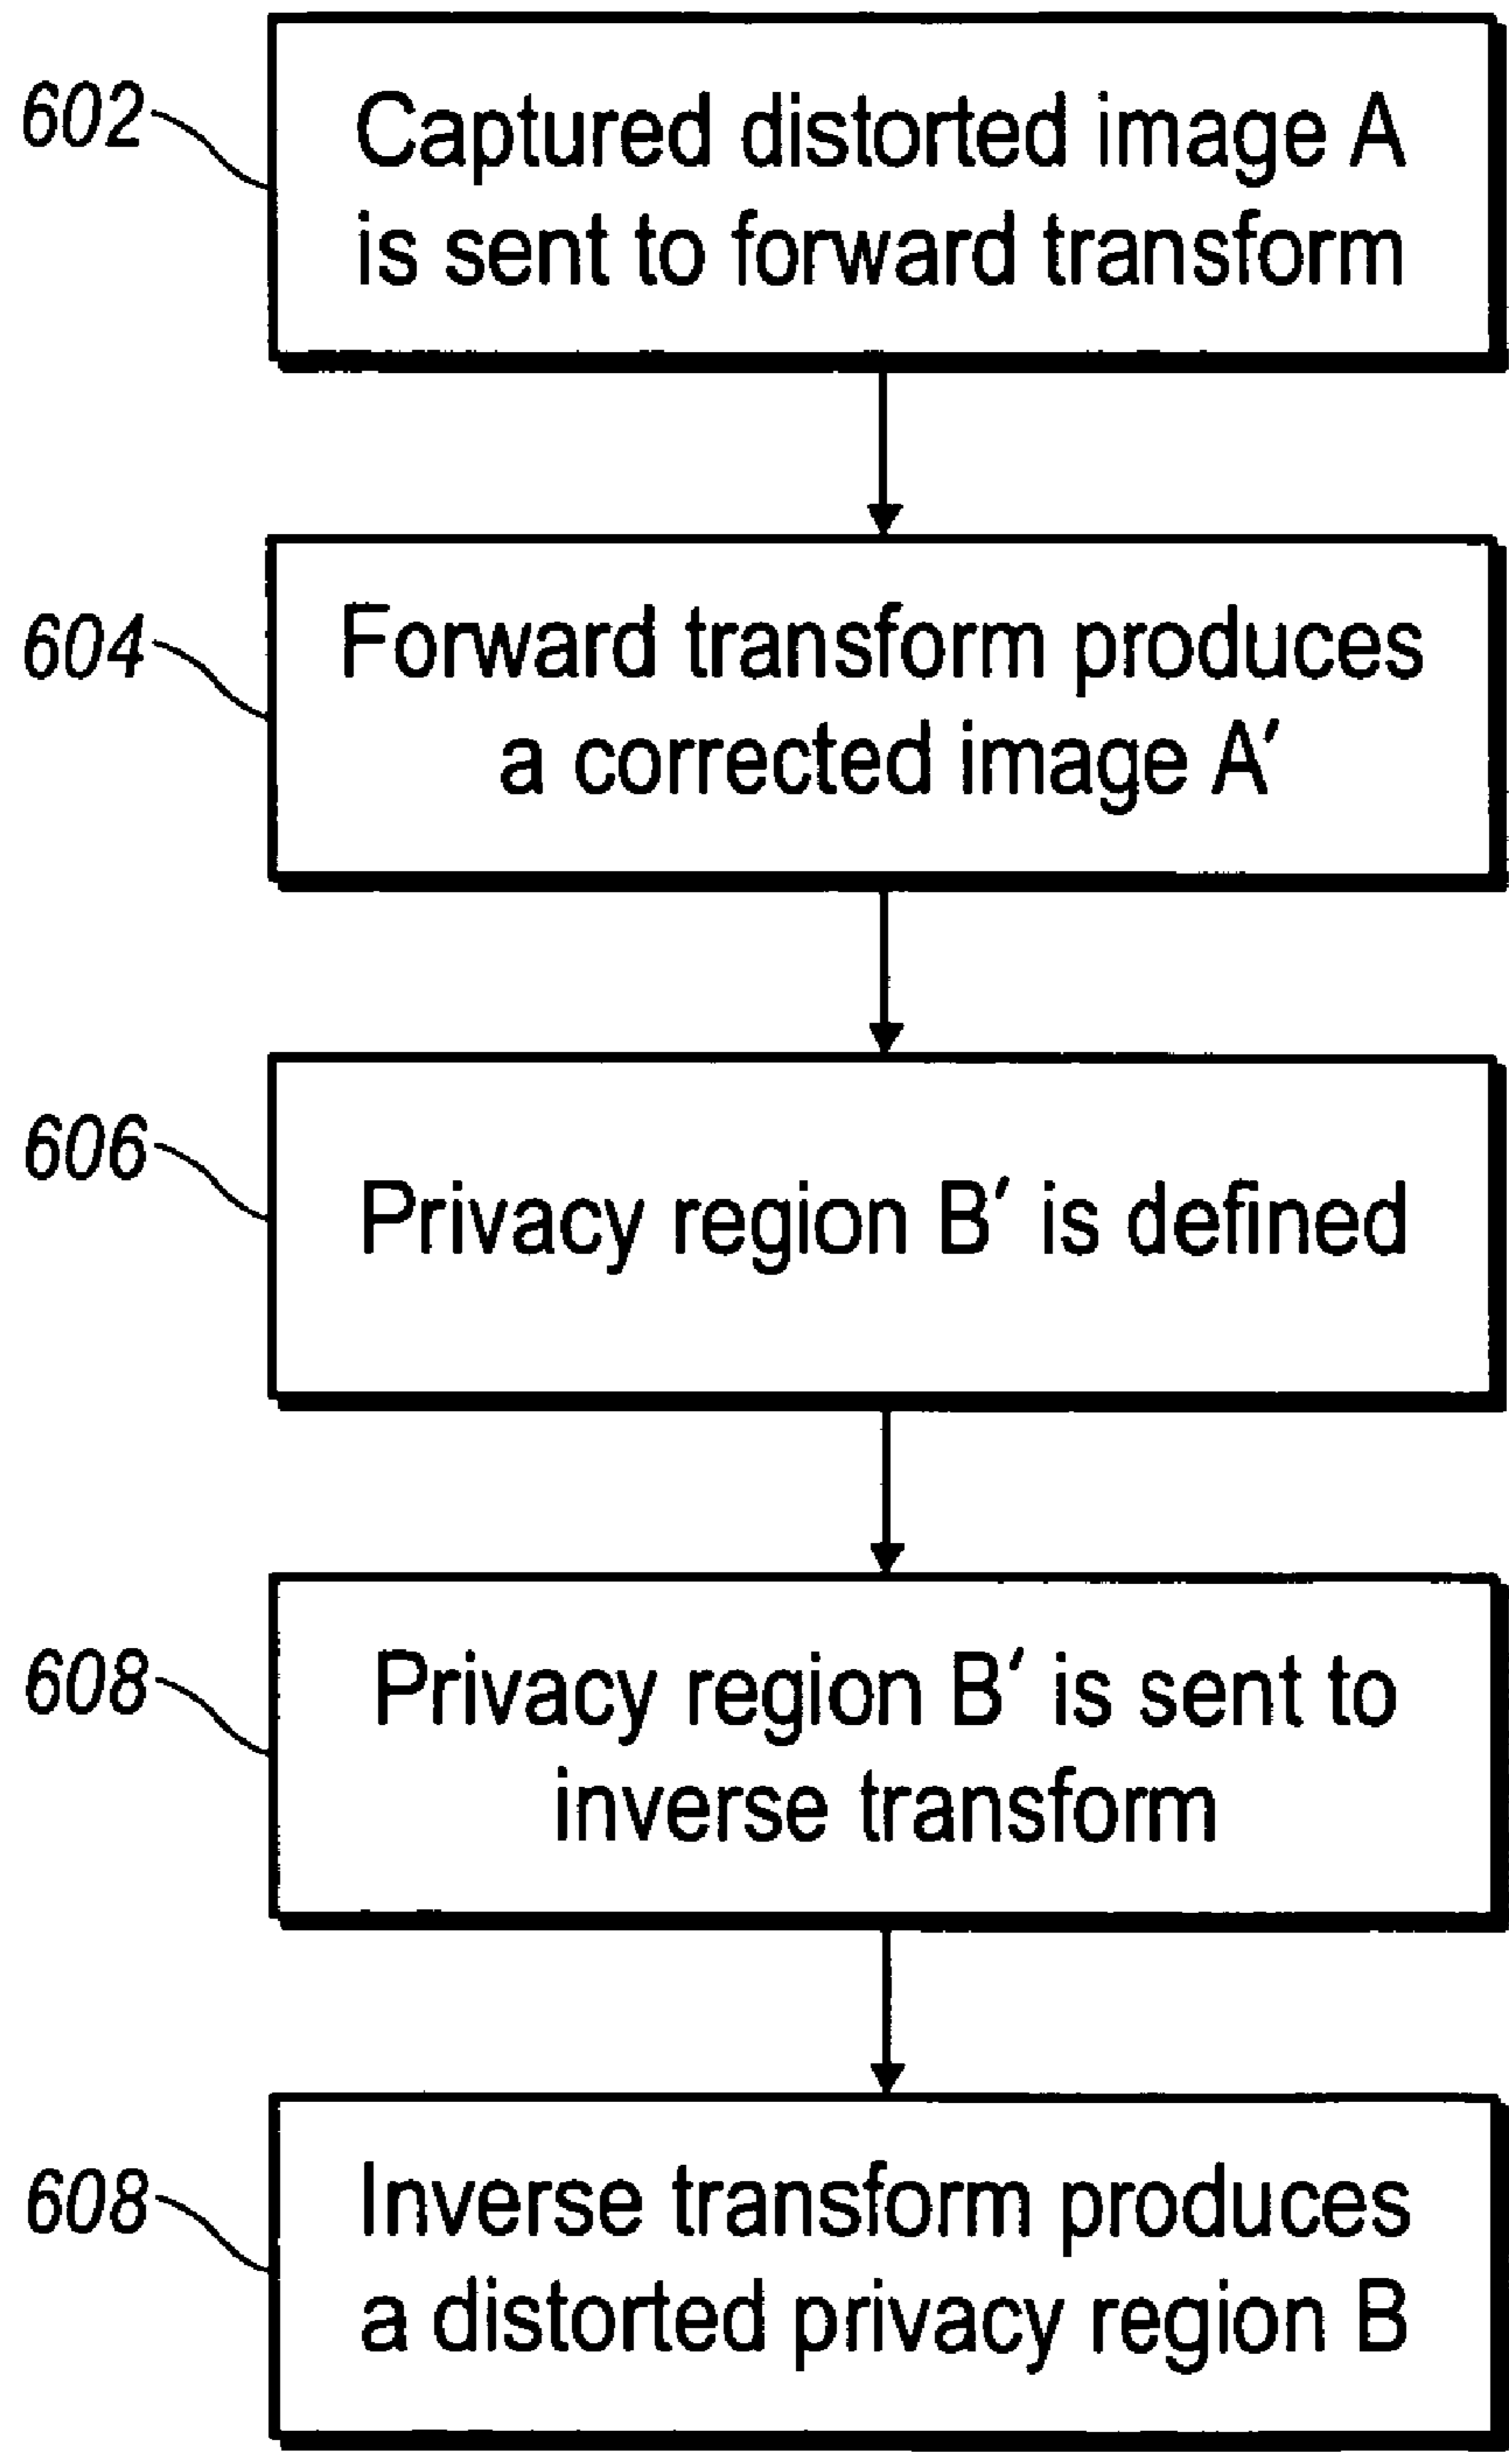 602
Captured distorted image A
is sent to forward transform
604
Forward transform produces
a corrected image A′
606
Privacy region B′ is defined
608
Privacy region B′ is sent to
inverse transform
608
Inverse transform produces
a distorted privacy region B